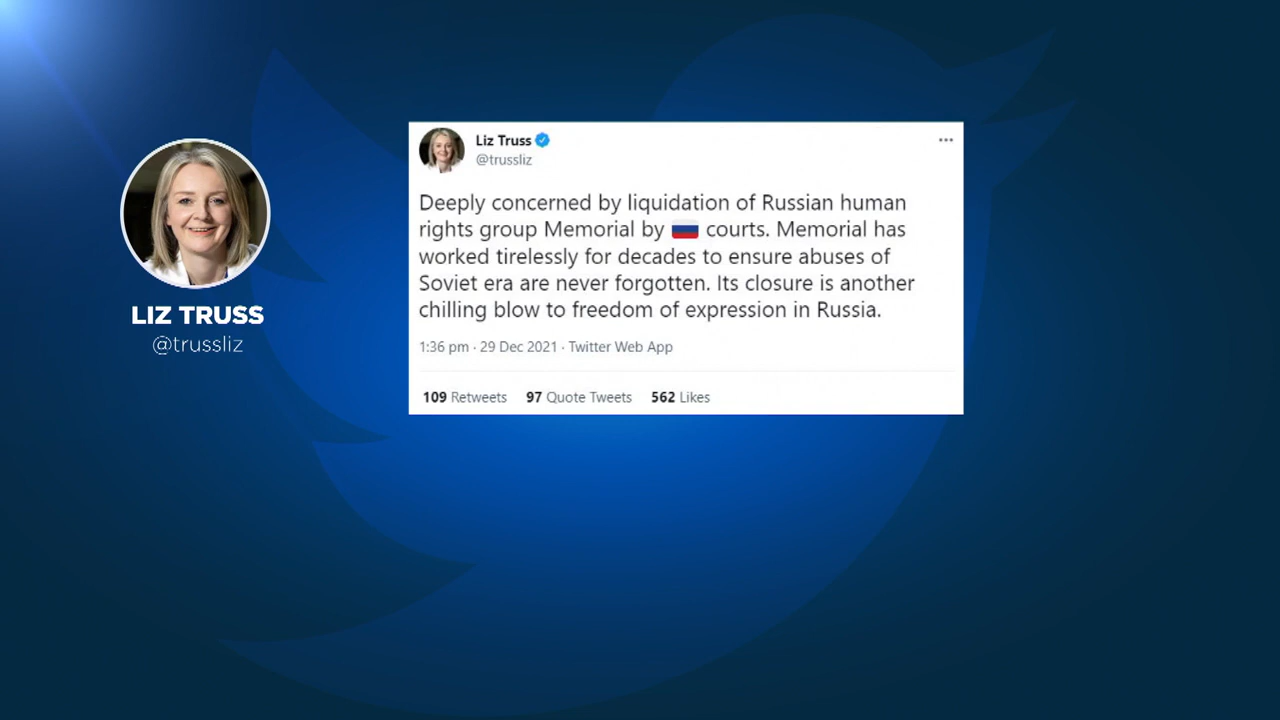 Liz Truss
@trussliz
Deeply concerned by liquidation of Russian human
rights group Memorial by 🇷🇺 courts. Memorial has
worked tirelessly for decades to ensure abuses of
Soviet era are never forgotten. Its closure is another
chilling blow to freedom of expression in Russia.
1:36 pm · 29 Dec 2021 · Twitter Web App
109 Retweets 97 Quote Tweets 562 Likes
LIZ TRUSS
@trussliz